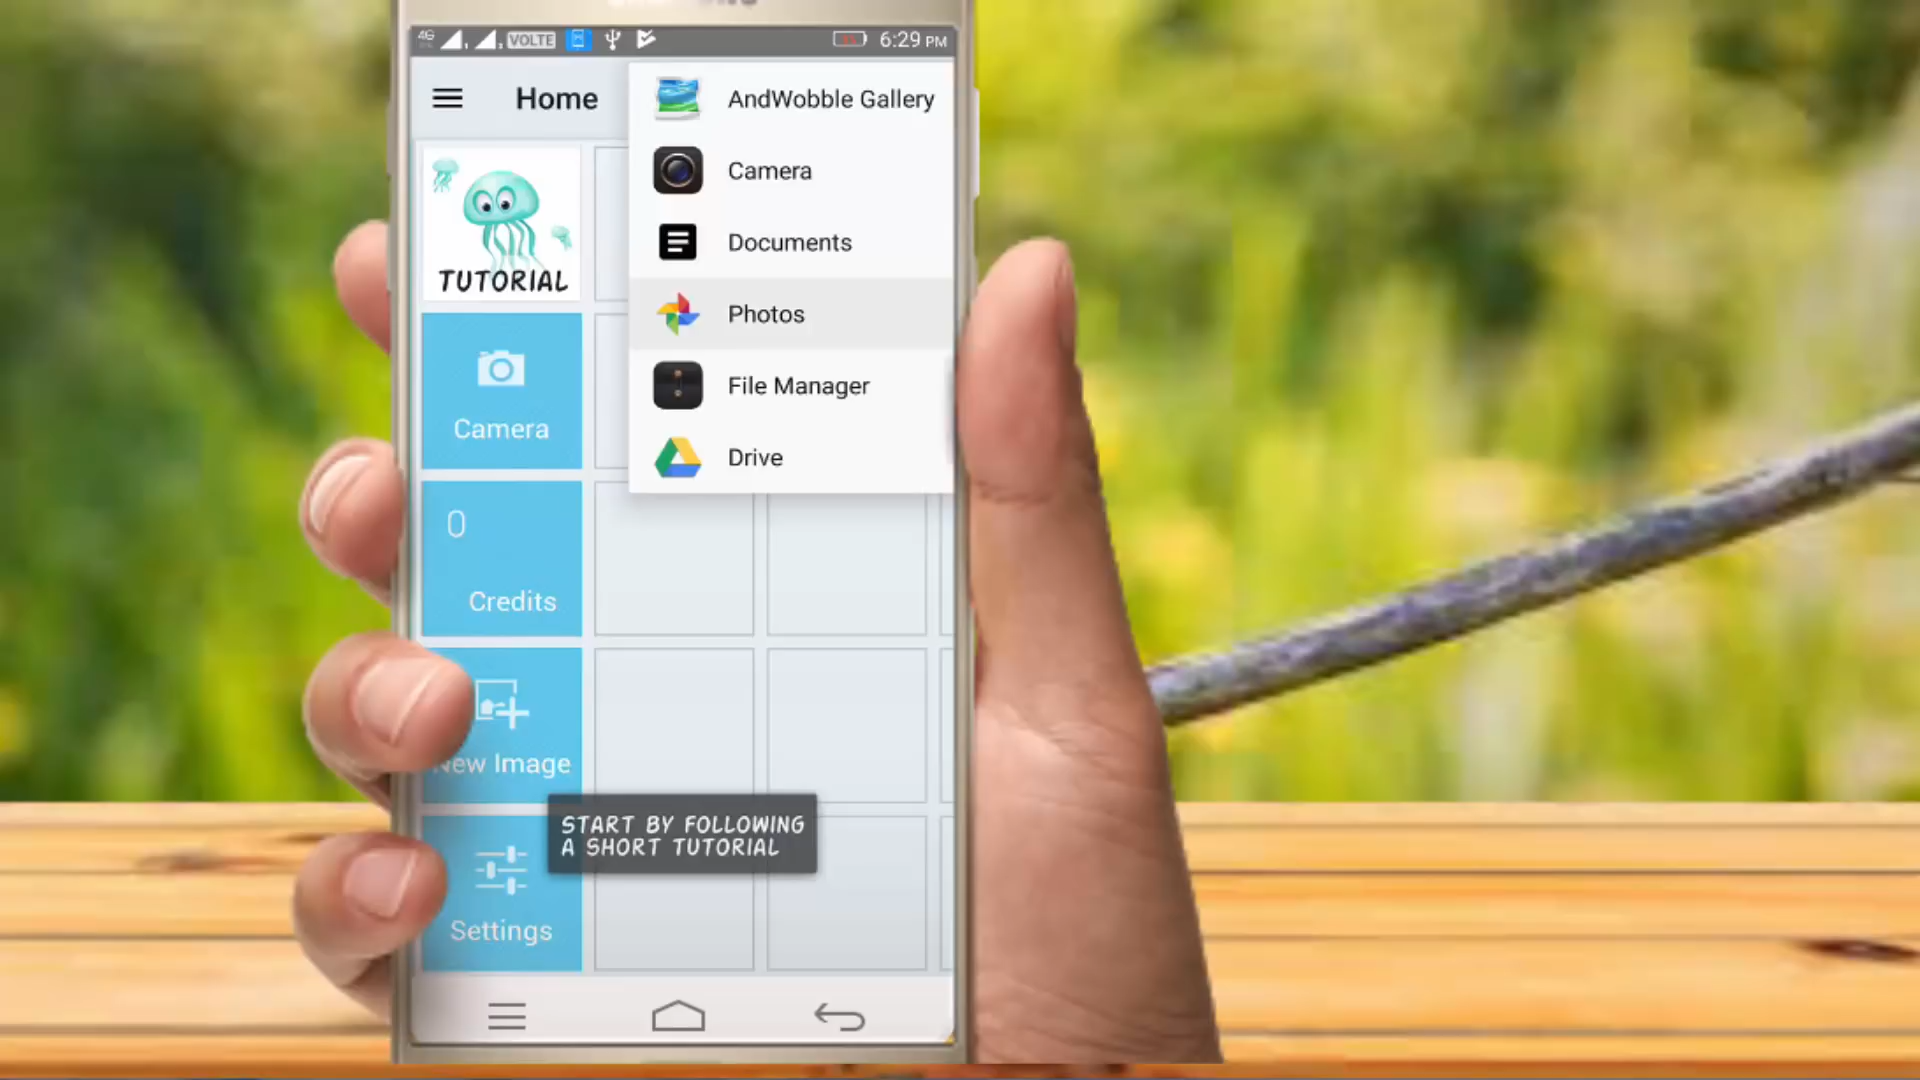 4G
VOLTE
6:29 PM
Home
AndWobble Gallery
Camera
Documents
Photos
File Manager
Drive
TUTORIAL
Camera
0
Credits
New Image
START BY FOLLOWING
A SHORT TUTORIAL
Settings